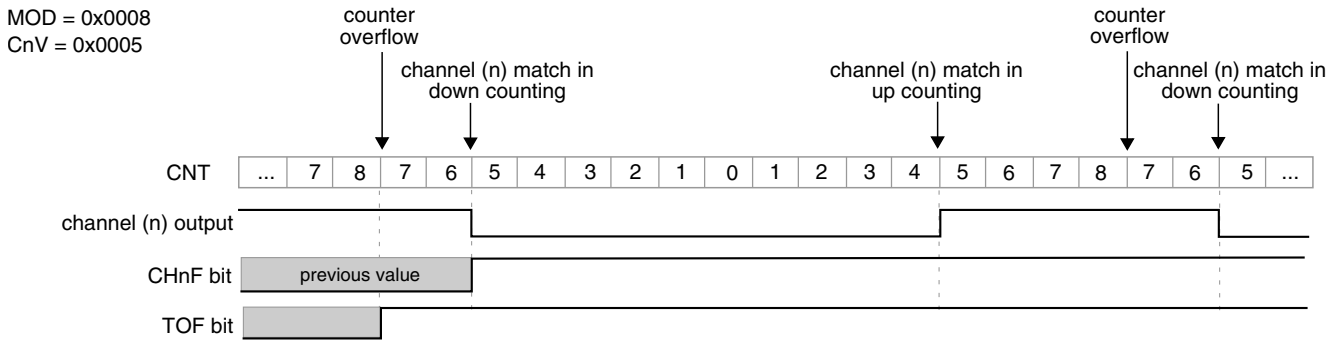 MOD = 0x0008
CnV = 0x0005
counter
overflow
channel (n) match in
down counting
channel (n) match in
up counting
counter
overflow
channel (n) match in
down counting
CNT ... 7 8 7 6 5 4 3 2 1 0 1 2 3 4 5 6 7 8 7 6 5 ...
channel (n) output
CHnF bit previous value
TOF bit